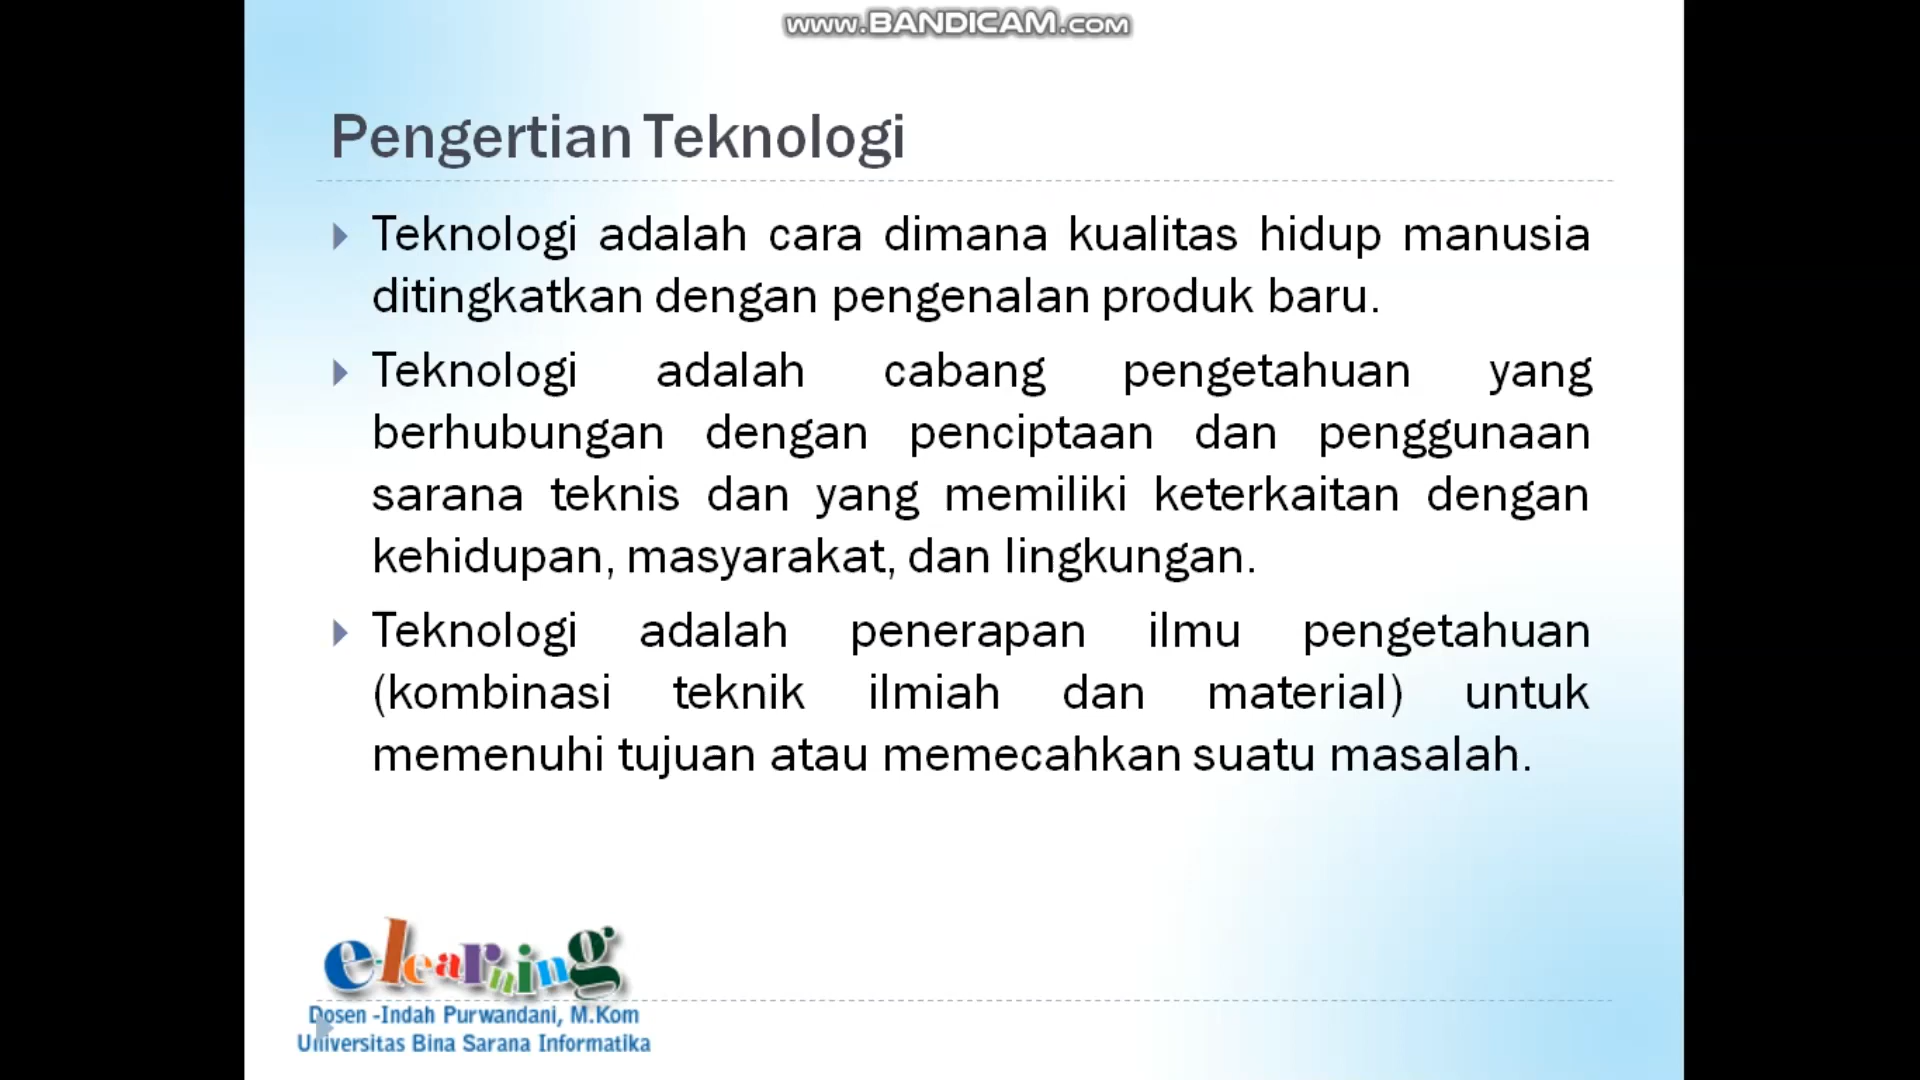 www.BANDICAM.com
Pengertian Teknologi
Teknologi adalah cara dimana kualitas hidup manusia
ditingkatkan dengan pengenalan produk baru.
Teknologi adalah cabang pengetahuan yang
berhubungan dengan penciptaan dan penggunaan
sarana teknis dan yang memiliki keterkaitan dengan
kehidupan, masyarakat, dan lingkungan.
Teknologi adalah penerapan ilmu pengetahuan
(kombinasi teknik ilmiah dan material) untuk
memenuhi tujuan atau memecahkan suatu masalah.
e-learning
Dosen -Indah Purwandani, M.Kom
Universitas Bina Sarana Informatika